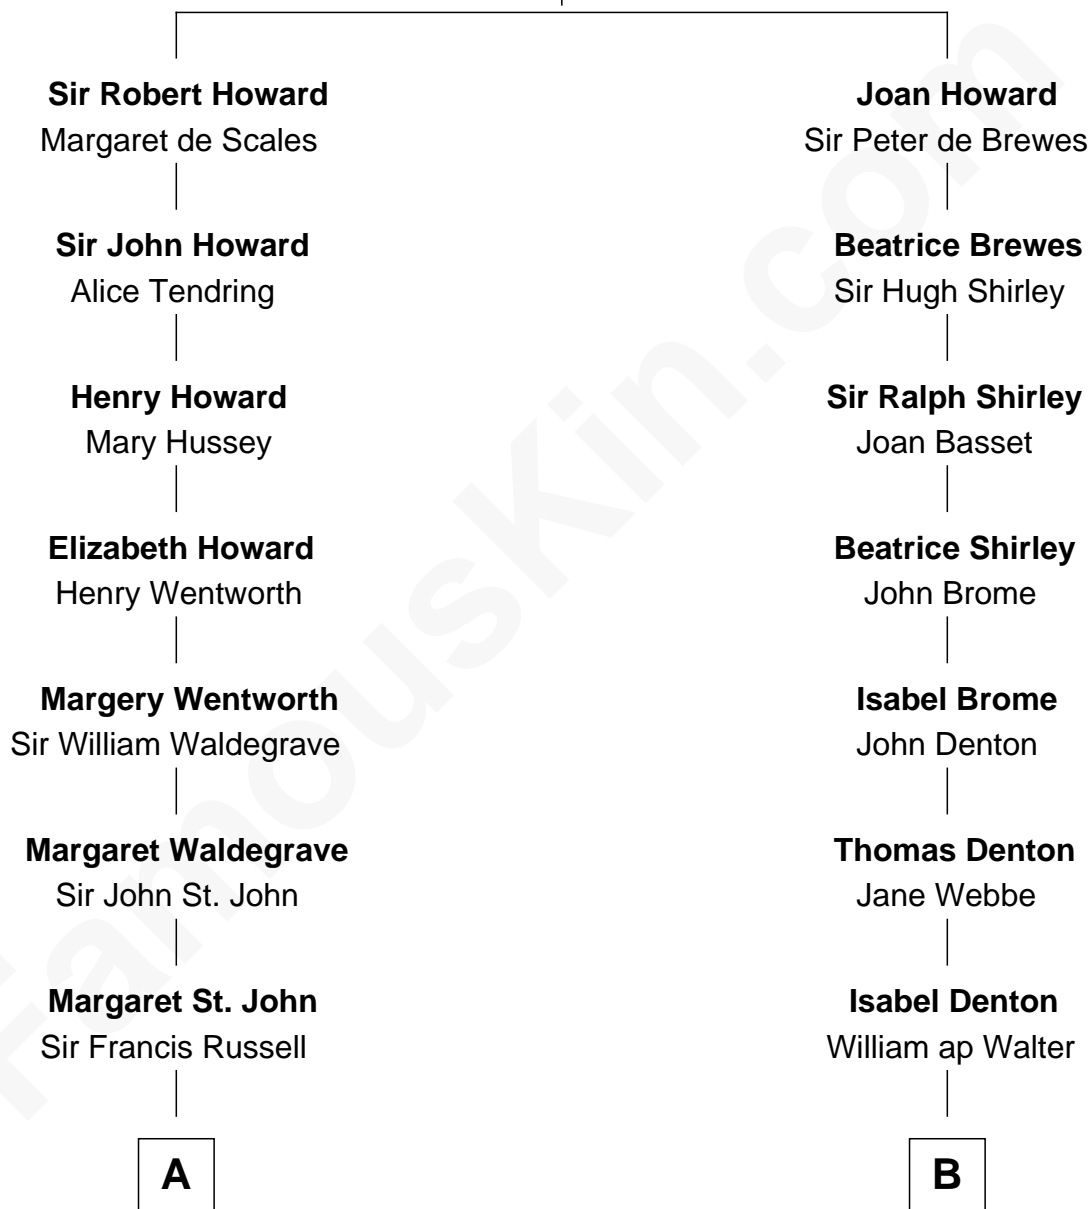 Sir Robert Howard
Margaret de Scales
Sir John Howard
Alice Tendring
Henry Howard
Mary Hussey
Elizabeth Howard
Henry Wentworth
Margery Wentworth
Sir William Waldegrave
Margaret Waldegrave
Sir John St. John
Margaret St. John
Sir Francis Russell
A
Joan Howard
Sir Peter de Brewes
Beatrice Brewes
Sir Hugh Shirley
Sir Ralph Shirley
Joan Basset
Beatrice Shirley
John Brome
Isabel Brome
John Denton
Thomas Denton
Jane Webbe
Isabel Denton
William ap Walter
B
FamousKin.com